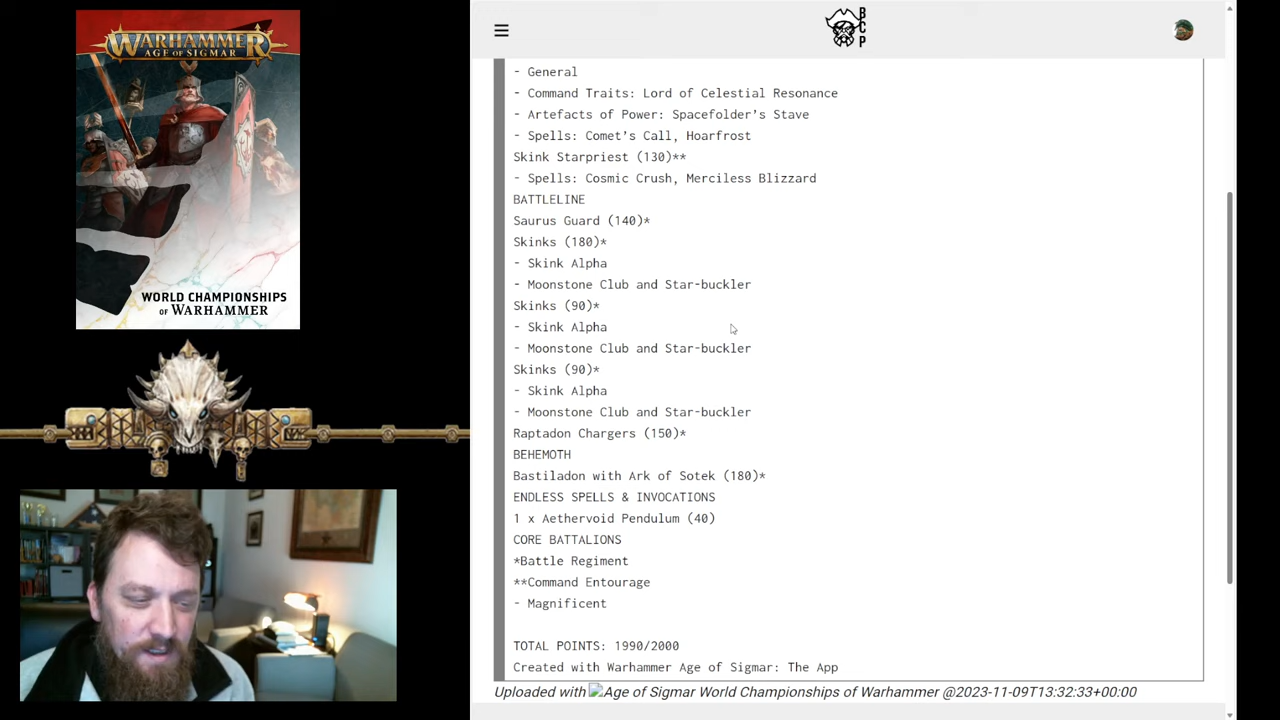 WARHAMMER
AGE OF SIGMAR
WORLD CHAMPIONSHIPS
OF WARHAMMER
BCP
- General
- Command Traits: Lord of Celestial Resonance
- Artefacts of Power: Spacefolder's Stave
- Spells: Comet's Call, Hoarfrost
Skink Starpriest (130)**
- Spells: Cosmic Crush, Merciless Blizzard
BATTLELINE
Saurus Guard (140)*
Skinks (180)*
- Skink Alpha
- Moonstone Club and Star-buckler
Skinks (90)*
- Skink Alpha
- Moonstone Club and Star-buckler
Skinks (90)*
- Skink Alpha
- Moonstone Club and Star-buckler
Raptadon Chargers (150)*
BEHEMOTH
Bastiladon with Ark of Sotek (180)*
ENDLESS SPELLS & INVOCATIONS
1 x Aethervoid Pendulum (40)
CORE BATTALIONS
*Battle Regiment
**Command Entourage
- Magnificent
TOTAL POINTS: 1990/2000
Created with Warhammer Age of Sigmar: The App
Uploaded with Age of Sigmar World Championships of Warhammer @2023-11-09T13:32:33+00:00